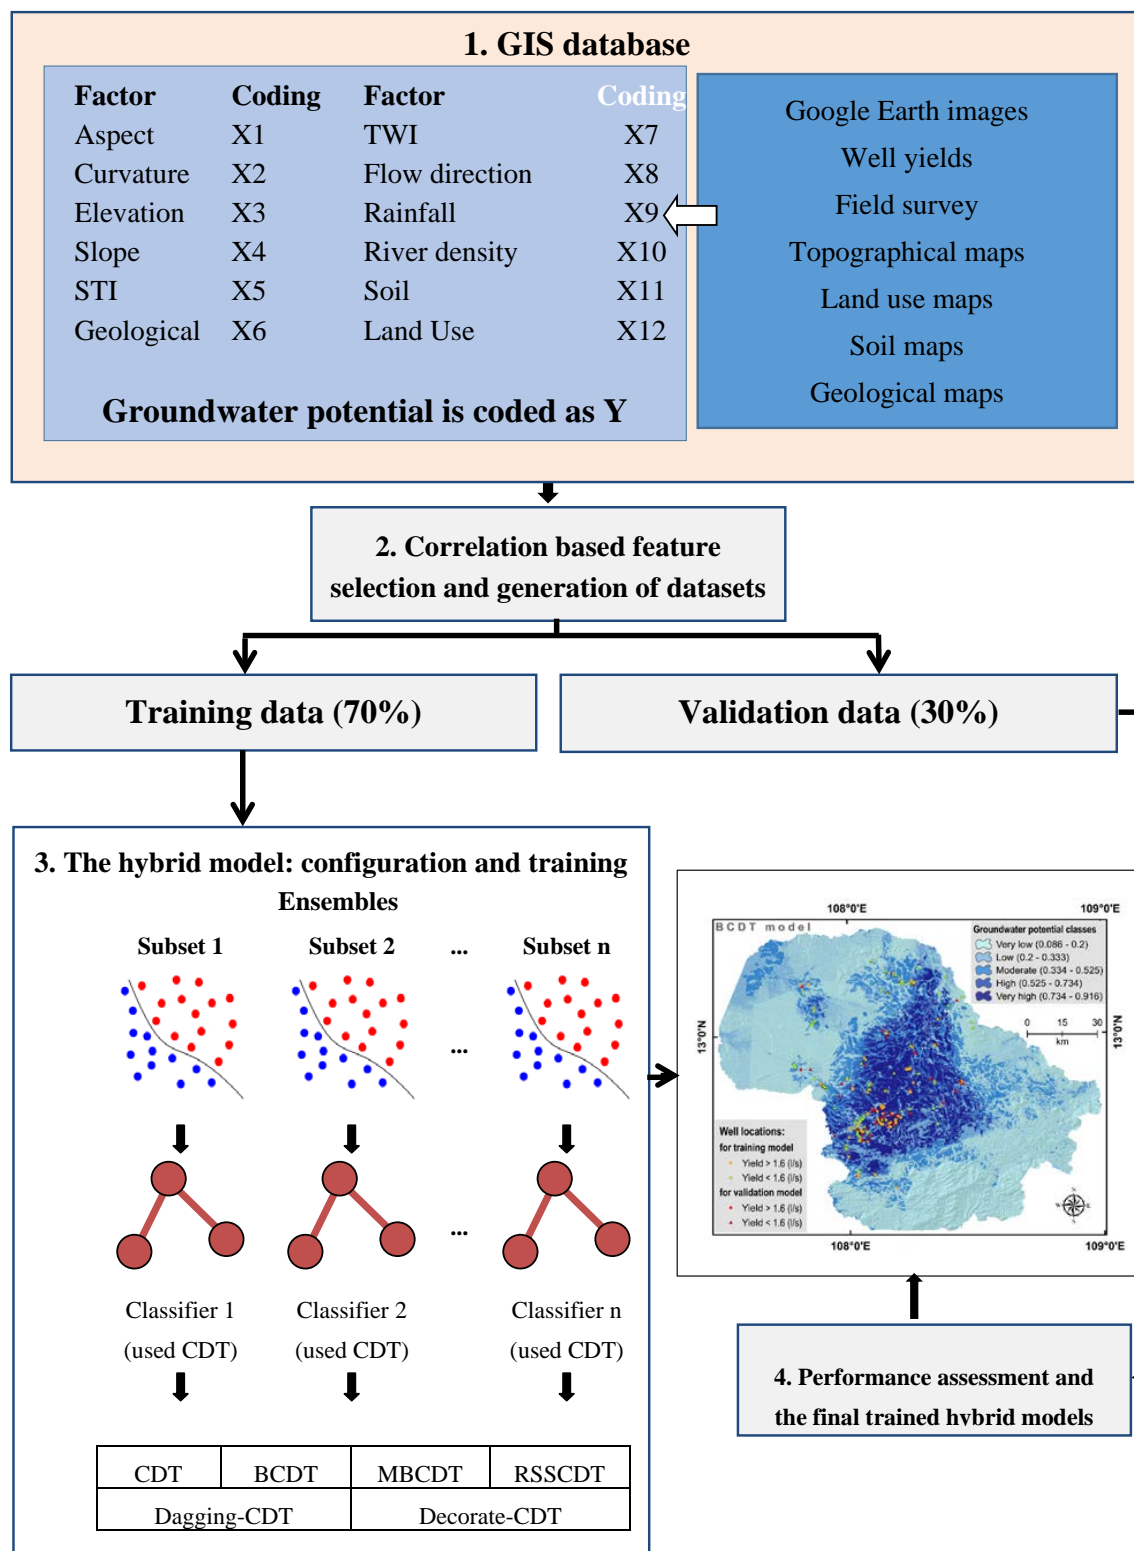 1. GIS database
Factor Coding Factor Coding
Aspect X1 TWI X7
Curvature X2 Flow direction X8
Elevation X3 Rainfall X9
Slope X4 River density X10
STI X5 Soil X11
Geological X6 Land Use X12
Groundwater potential is coded as Y
Google Earth images
Well yields
Field survey
Topographical maps
Land use maps
Soil maps
Geological maps
2. Correlation based feature
selection and generation of datasets
Training data (70%)
Validation data (30%)
3. The hybrid model: configuration and training
Ensembles
Subset 1 Subset 2 ... Subset n
...
...
Classifier 1 Classifier 2 Classifier n
(used CDT) (used CDT) (used CDT)
CDT BCDT MBCDT RSSCDT
Dagging-CDT Decorate-CDT
108°0'E 109°0'E
BCDT model
Groundwater potential classes
Very low (0.086 - 0.2)
Low (0.2 - 0.333)
Moderate (0.334 - 0.525)
High (0.525 - 0.734)
Very high (0.734 - 0.916)
0 15 30
km
13°0'N 13°0'N
Well locations:
for training model
Yield > 1.6 (l/s)
Yield < 1.6 (l/s)
for validation model
Yield > 1.6 (l/s)
Yield < 1.6 (l/s)
N
W E
S
108°0'E 109°0'E
4. Performance assessment and
the final trained hybrid models